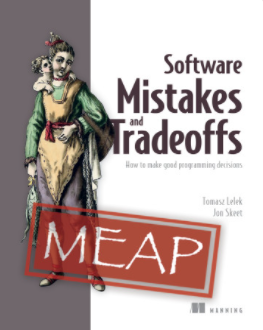 Software
Mistakes
and
Tradeoffs
How to make good programming decisions
Tomasz Lelek
Jon Skeet
MEAP
MANNING